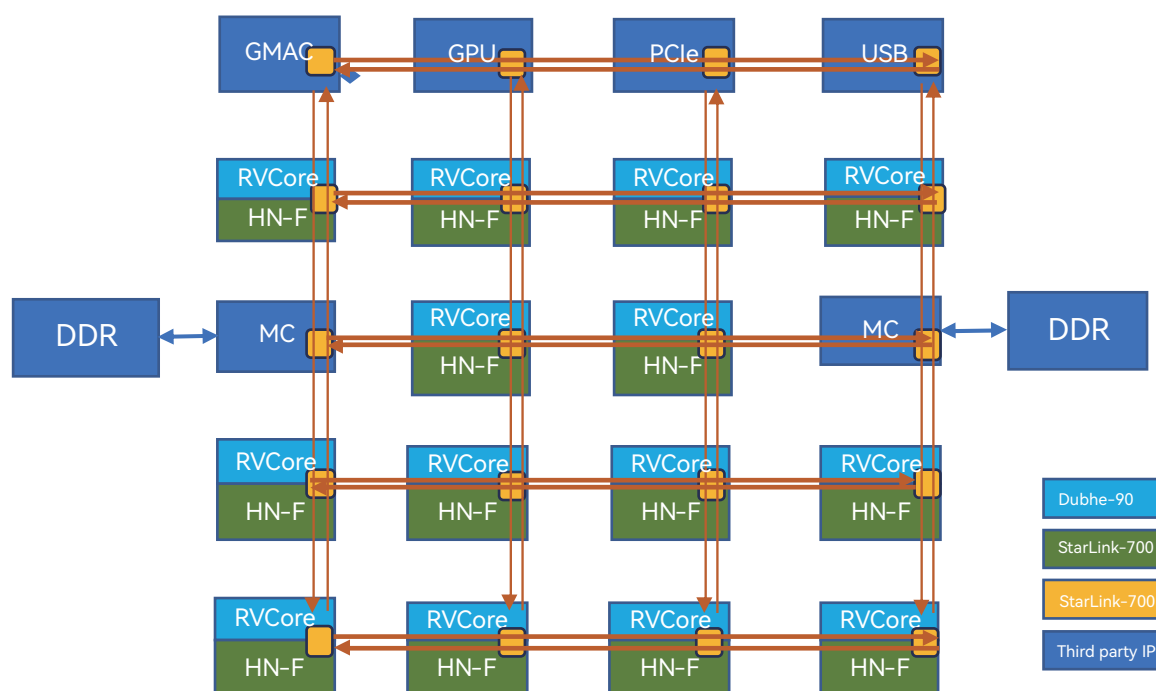 GMAC
GPU
PCIe
USB
RVCore
RVCore
RVCore
RVCore
HN-F
HN-F
HN-F
HN-F
DDR
MC
RVCore
RVCore
MC
DDR
HN-F
HN-F
RVCore
RVCore
RVCore
RVCore
HN-F
HN-F
HN-F
HN-F
RVCore
RVCore
RVCore
RVCore
HN-F
HN-F
HN-F
HN-F
Dubhe-90
StarLink-700
StarLink-700
Third party IP